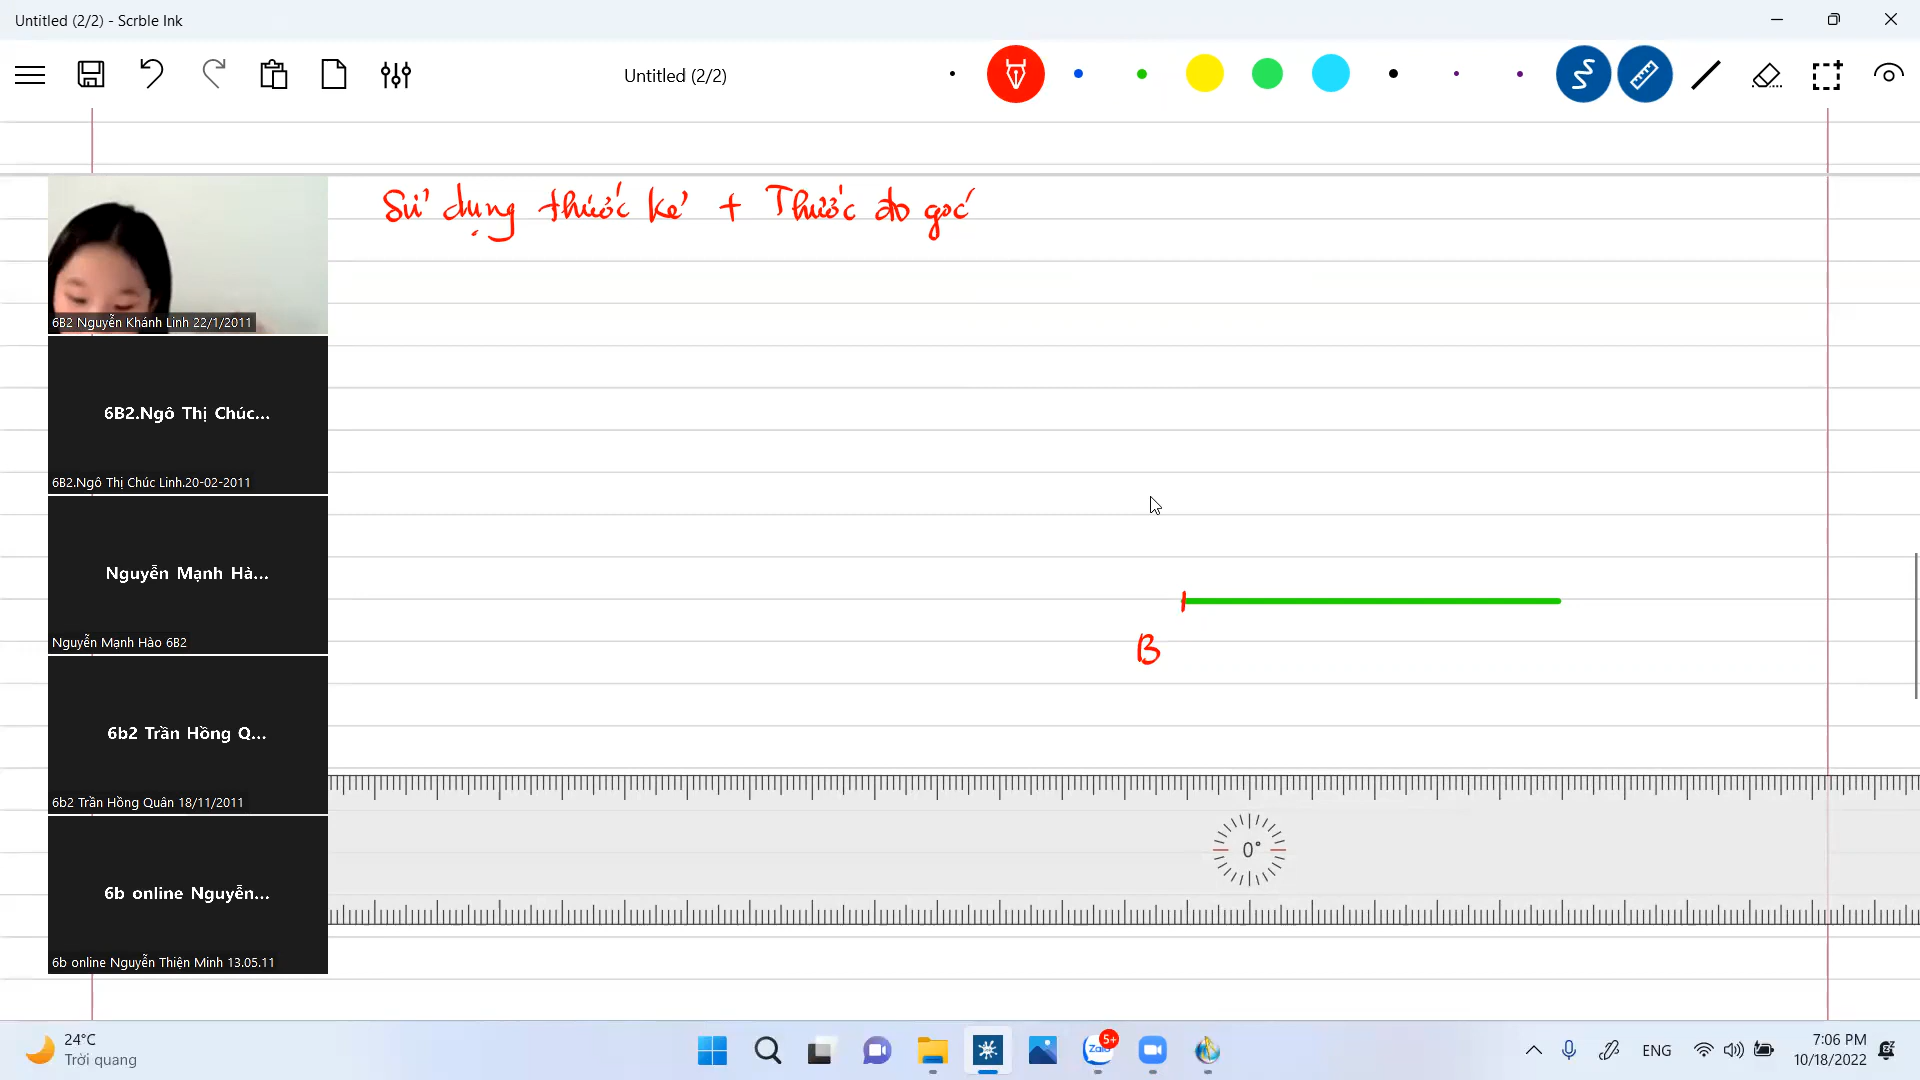 Untitled (2/2) - Scrble Ink
Untitled (2/2)
Sử dụng thước kẻ + Thước đo góc
6B2 Nguyễn Khánh Linh 22/1/2011
6B2.Ngô Thị Chúc...
6B2.Ngô Thị Chúc Linh.20-02-2011
Nguyễn Mạnh Hà...
Nguyễn Mạnh Hào 6B2
B
6b2 Trần Hồng Q...
6b2 Trần Hồng Quân 18/11/2011
0°
6b online Nguyễn...
6b online Nguyễn Thiện Minh 13.05.11
24°C
Trời quang
Zalo
5+
ENG
7:06 PM
10/18/2022